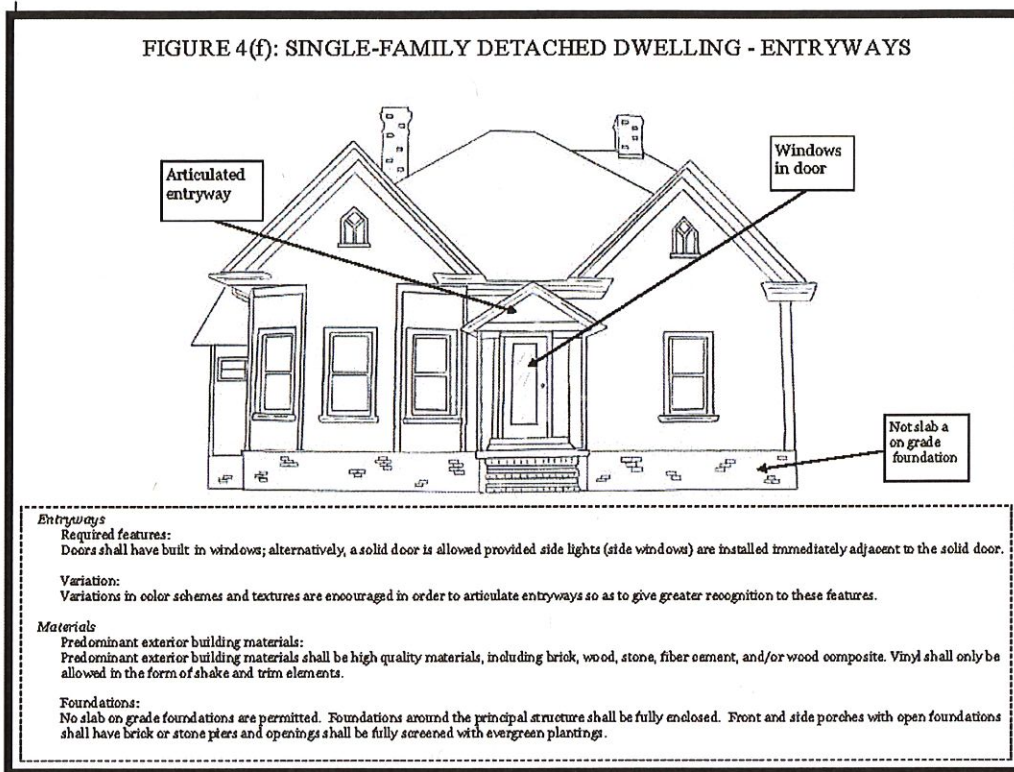 FIGURE 4(f): SINGLE-FAMILY DETACHED DWELLING - ENTRYWAYS
Articulated
entryway
Windows
in door
Not slab a
on grade
foundation
Entryways
Required features:
Doors shall have built in windows; alternatively, a solid door is allowed provided side lights (side windows) are installed immediately adjacent to the solid door.
Variation:
Variations in color schemes and textures are encouraged in order to articulate entryways so as to give greater recognition to these features.
Materials
Predominant exterior building materials:
Predominant exterior building materials shall be high quality materials, including brick, wood, stone, fiber cement, and/or wood composite. Vinyl shall only be
allowed in the form of shake and trim elements.
Foundations:
No slab on grade foundations are permitted. Foundations around the principal structure shall be fully enclosed. Front and side porches with open foundations
shall have brick or stone piers and openings shall be fully screened with evergreen plantings.